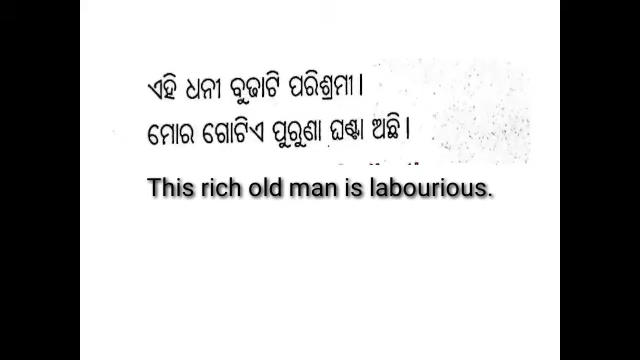 ଏହି ଧନୀ ବୁଢାଟି ପରିଶ୍ରମୀ।
ମୋର ଗୋଟିଏ ପୁରୁଣା ଘଣ୍ଟା ଅଛି।
This rich old man is labourious.